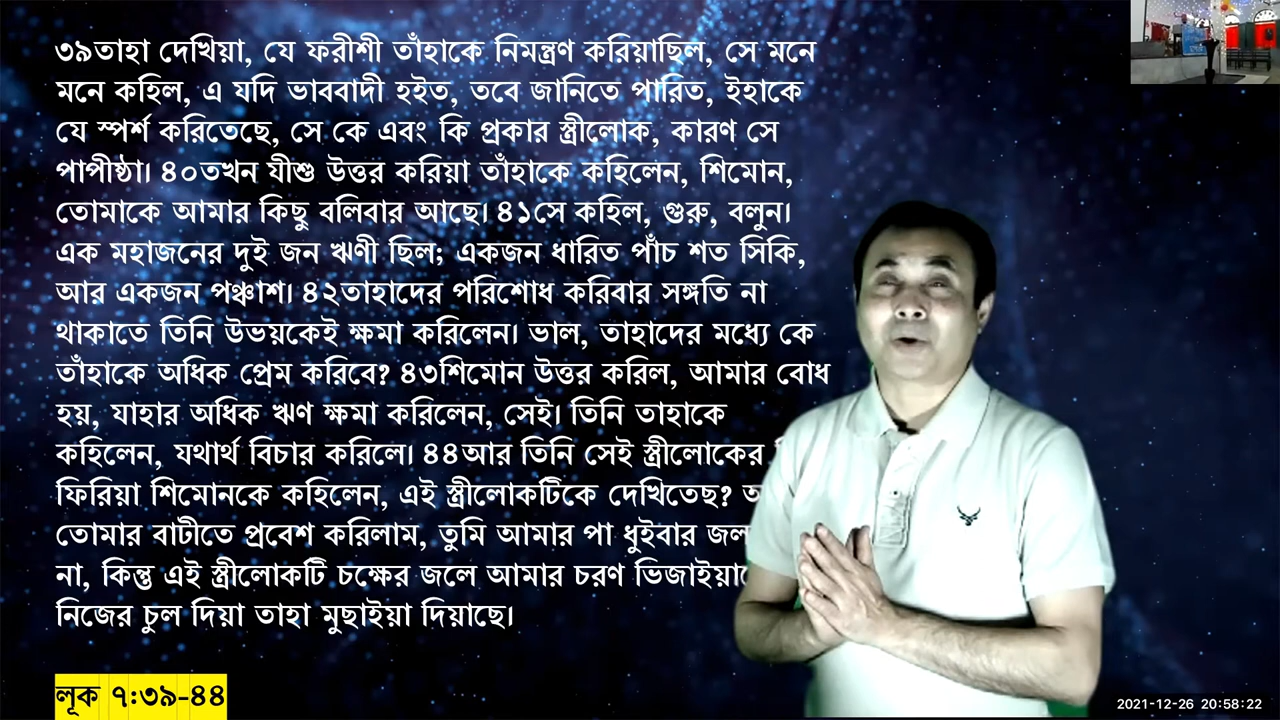 ৩৯তাহা দেখিয়া, যে ফরীশী তাঁহাকে নিমন্ত্রণ করিয়াছিল, সে মনে
মনে কহিল, এ যদি ভাববাদী হইত, তবে জানিতে পারিত, ইহাকে
যে স্পর্শ করিতেছে, সে কে এবং কি প্রকার স্ত্রীলোক, কারণ সে
পাপীষ্ঠা। ৪০তখন যীশু উত্তর করিয়া তাঁহাকে কহিলেন, শিমোন,
তোমাকে আমার কিছু বলিবার আছে। ৪১সে কহিল, গুরু, বলুন।
এক মহাজনের দুই জন ঋণী ছিল; একজন ধারিত পাঁচ শত সিকি,
আর একজন পঞ্চাশ। ৪২তাহাদের পরিশোধ করিবার সঙ্গতি না
থাকাতে তিনি উভয়কেই ক্ষমা করিলেন। ভাল, তাহাদের মধ্যে কে
তাঁহাকে অধিক প্রেম করিবে? ৪৩শিমোন উত্তর করিল, আমার বোধ
হয়, যাহার অধিক ঋণ ক্ষমা করিলেন, সেই। তিনি তাহাকে
কহিলেন, যথার্থ বিচার করিলে। ৪৪আর তিনি সেই স্ত্রীলোকের
ফিরিয়া শিমোনকে কহিলেন, এই স্ত্রীলোকটিকে দেখিতেছ?
তোমার বাটীতে প্রবেশ করিলাম, তুমি আমার পা ধুইবার জল
না, কিন্তু এই স্ত্রীলোকটি চক্ষের জলে আমার চরণ
নিজের চুল দিয়া তাহা মুছাইয়া দিয়াছে।
লূক ৭:৩৯-৪৪
2021-12-26 20:58:22